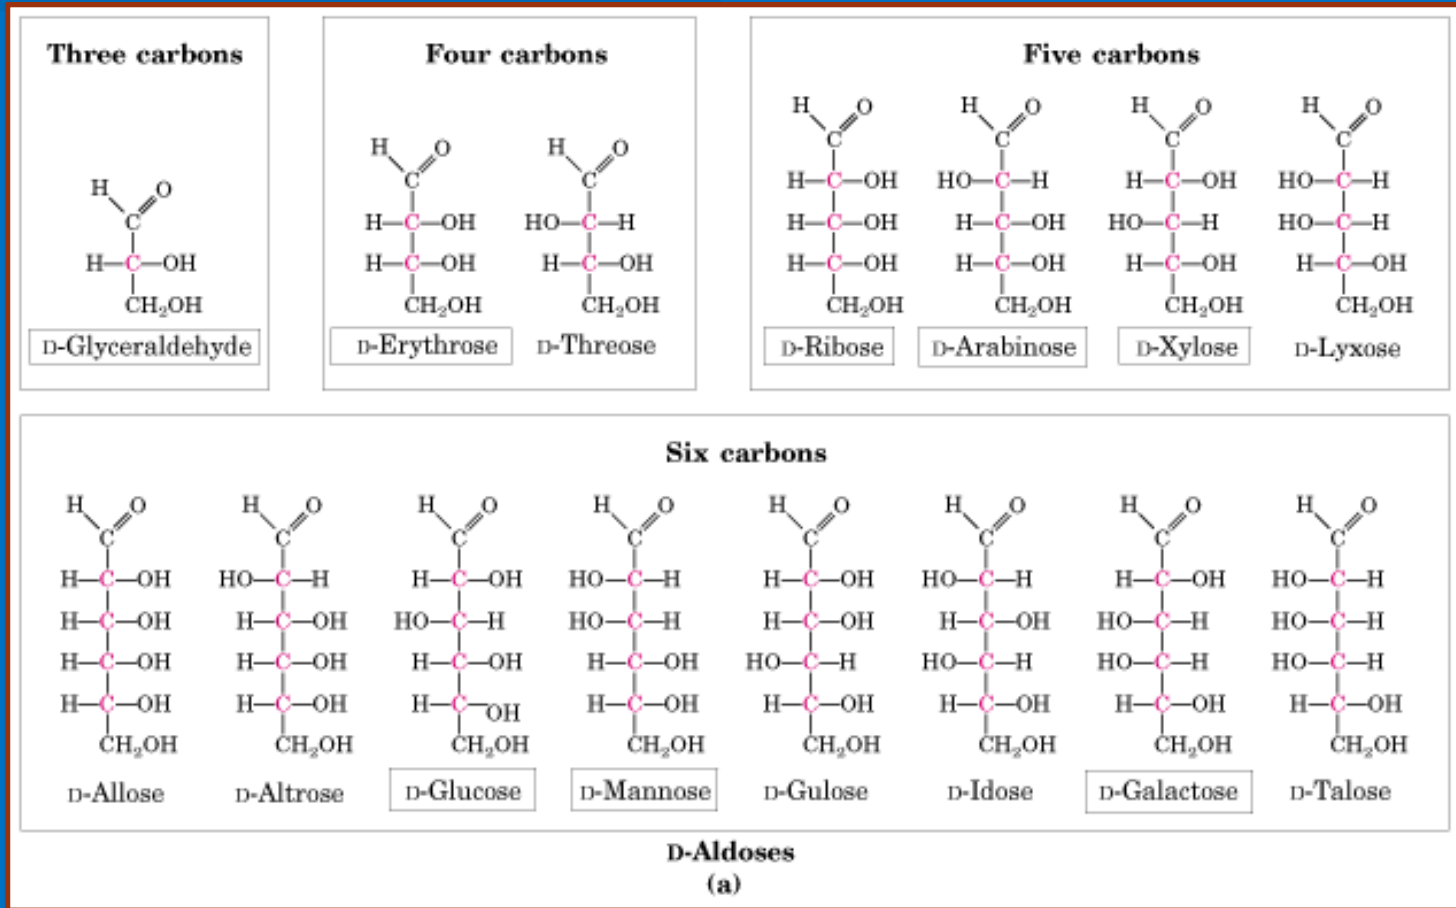 Three carbons
H O
C
H—C—OH
CH₂OH
D-Glyceraldehyde
Four carbons
H O H O
C C
H—C—OH HO—C—H
H—C—OH H—C—OH
CH₂OH CH₂OH
D-Erythrose D-Threose
Five carbons
H O H O H O H O
C C C C
H—C—OH HO—C—H H—C—OH HO—C—H
H—C—OH H—C—OH HO—C—H HO—C—H
H—C—OH H—C—OH H—C—OH H—C—OH
CH₂OH CH₂OH CH₂OH CH₂OH
D-Ribose D-Arabinose D-Xylose D-Lyxose
Six carbons
H O H O H O H O H O H O H O H O
C C C C C C C C
H—C—OH HO—C—H H—C—OH HO—C—H H—C—OH HO—C—H H—C—OH HO—C—H
H—C—OH H—C—OH HO—C—H HO—C—H H—C—OH H—C—OH HO—C—H HO—C—H
H—C—OH H—C—OH H—C—OH H—C—OH HO—C—H HO—C—H HO—C—H HO—C—H
H—C—OH H—C—OH H—C—OH H—C—OH H—C—OH H—C—OH H—C—OH H—C—OH
CH₂OH CH₂OH CH₂OH CH₂OH CH₂OH CH₂OH CH₂OH CH₂OH
D-Allose D-Altrose D-Glucose D-Mannose D-Gulose D-Idose D-Galactose D-Talose
D-Aldoses
(a)